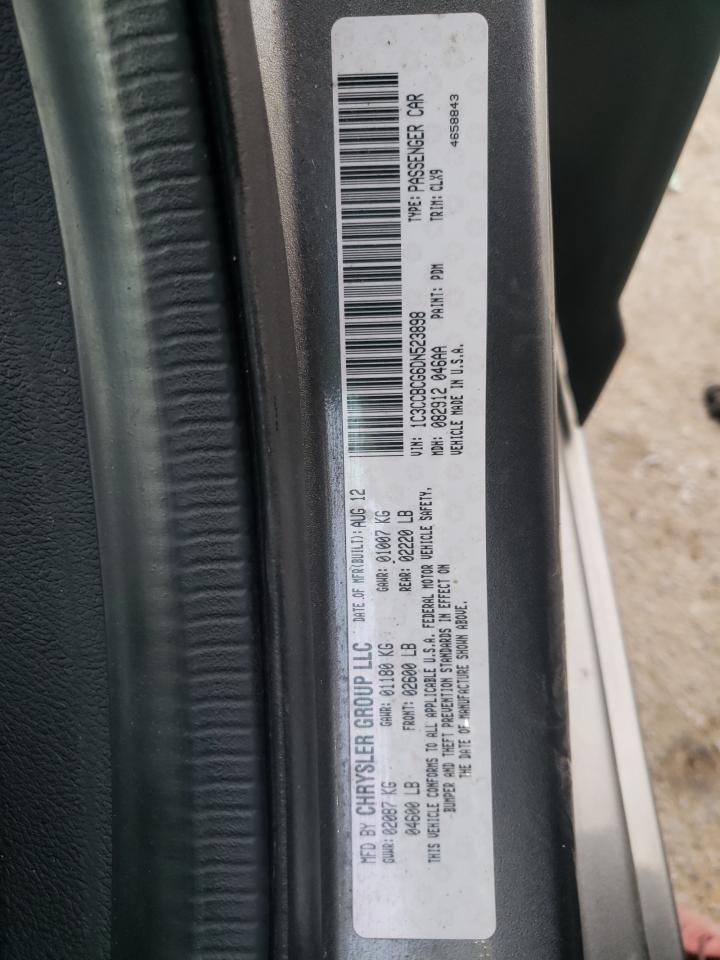 MFD BY CHRYSLER GROUP LLC DATE OF MFR(BUILT): AUG 12
GVWR: 02087 KG GAWR: 01180 KG GAWR: 01007 KG
04600 LB FRONT: 02600 LB REAR: 02220 LB
THIS VEHICLE CONFORMS TO ALL APPLICABLE U.S.A. FEDERAL MOTOR VEHICLE SAFETY,
BUMPER AND THEFT PREVENTION STANDARDS IN EFFECT ON
THE DATE OF MANUFACTURE SHOWN ABOVE.
VIN: 1C3CCBCG6DN523898 TYPE: PASSENGER CAR
MDH: 082912 046AA PAINT: PDM TRIM: CLX9
VEHICLE MADE IN U.S.A. 4658843